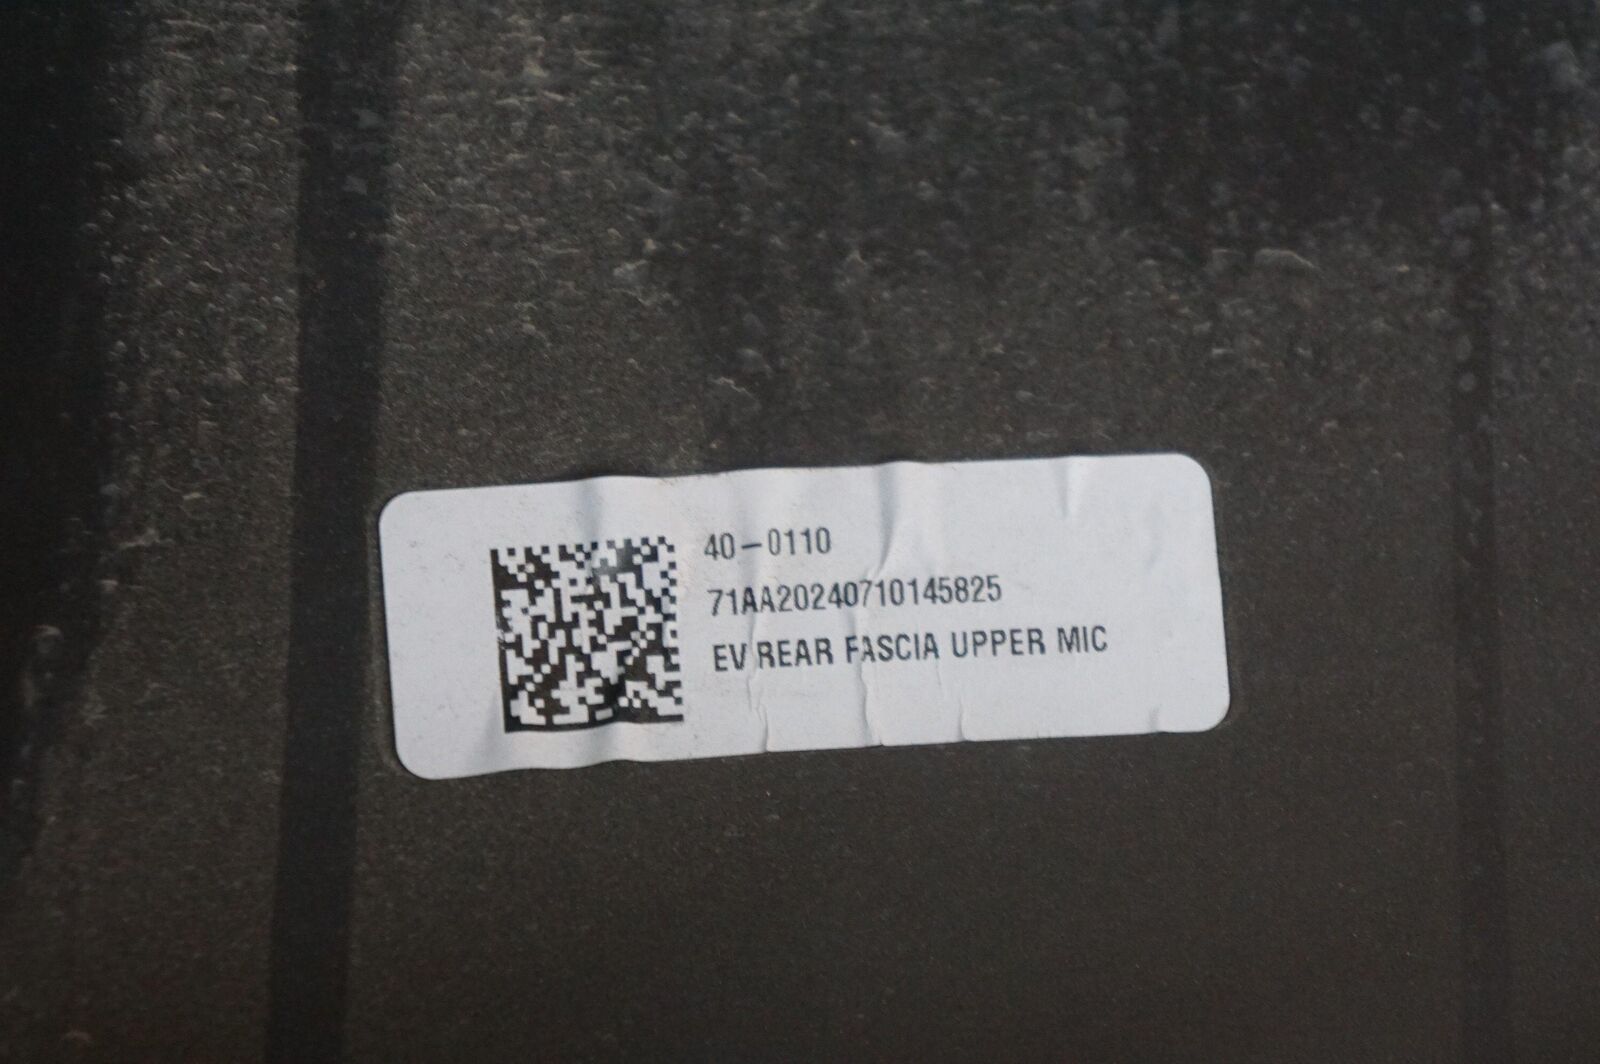 40-0110
71AA20240710145825
EV REAR FASCIA UPPER MIC